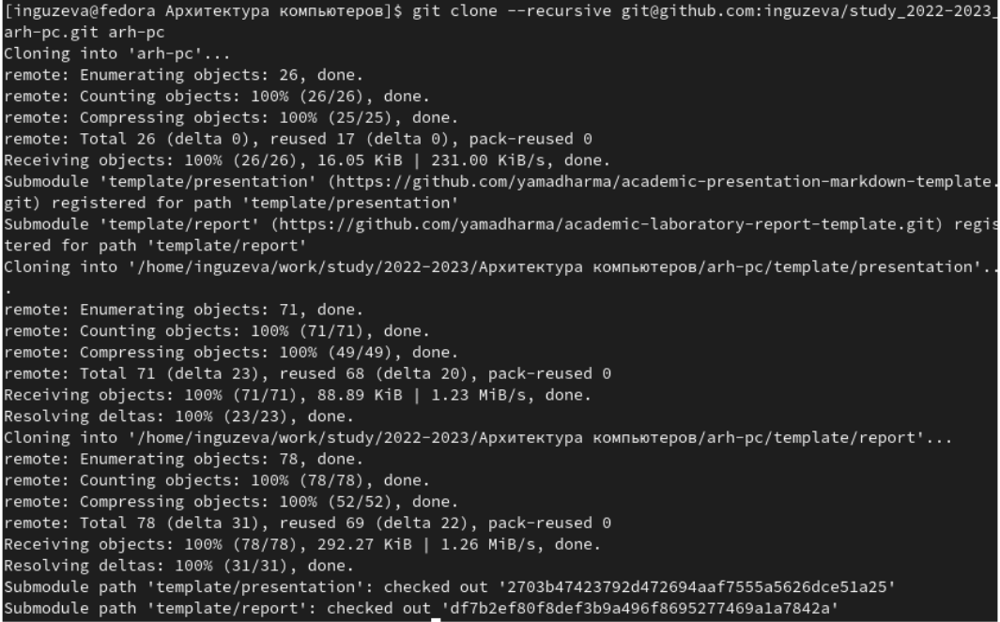 [inguzeva@fedora Архитектура компьютеров]$ git clone --recursive git@github.com:inguzeva/study_2022-2023_
arh-pc.git arh-pc
Cloning into 'arh-pc'...
remote: Enumerating objects: 26, done.
remote: Counting objects: 100% (26/26), done.
remote: Compressing objects: 100% (25/25), done.
remote: Total 26 (delta 0), reused 17 (delta 0), pack-reused 0
Receiving objects: 100% (26/26), 16.05 KiB | 231.00 KiB/s, done.
Submodule 'template/presentation' (https://github.com/yamadharma/academic-presentation-markdown-template.
git) registered for path 'template/presentation'
Submodule 'template/report' (https://github.com/yamadharma/academic-laboratory-report-template.git) regis
tered for path 'template/report'
Cloning into '/home/inguzeva/work/study/2022-2023/Архитектура компьютеров/arh-pc/template/presentation'..
.
remote: Enumerating objects: 71, done.
remote: Counting objects: 100% (71/71), done.
remote: Compressing objects: 100% (49/49), done.
remote: Total 71 (delta 23), reused 68 (delta 20), pack-reused 0
Receiving objects: 100% (71/71), 88.89 KiB | 1.23 MiB/s, done.
Resolving deltas: 100% (23/23), done.
Cloning into '/home/inguzeva/work/study/2022-2023/Архитектура компьютеров/arh-pc/template/report'...
remote: Enumerating objects: 78, done.
remote: Counting objects: 100% (78/78), done.
remote: Compressing objects: 100% (52/52), done.
remote: Total 78 (delta 31), reused 69 (delta 22), pack-reused 0
Receiving objects: 100% (78/78), 292.27 KiB | 1.26 MiB/s, done.
Resolving deltas: 100% (31/31), done.
Submodule path 'template/presentation': checked out '2703b47423792d472694aaf7555a5626dce51a25'
Submodule path 'template/report': checked out 'df7b2ef80f8def3b9a496f8695277469a1a7842a'